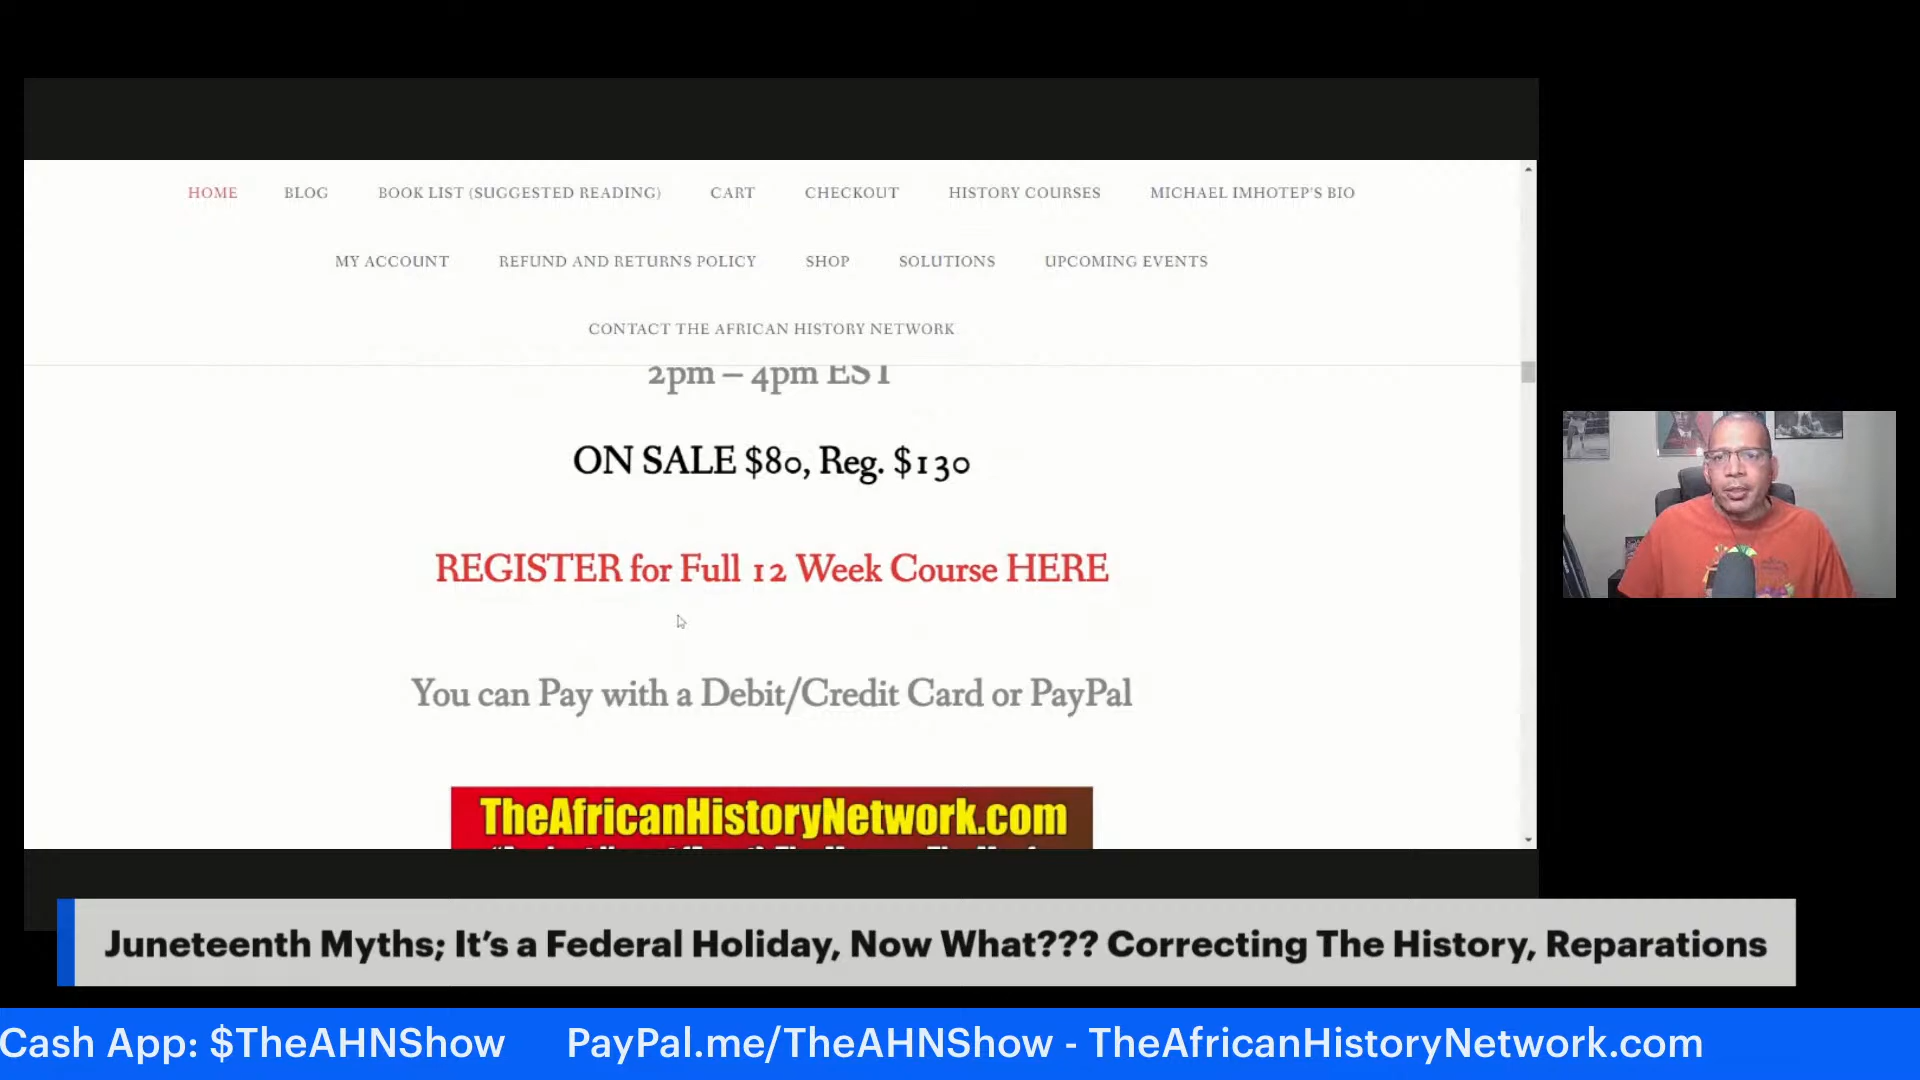 HOME BLOG BOOK LIST (SUGGESTED READING) CART CHECKOUT HISTORY COURSES MICHAEL IMHOTEP'S BIO
MY ACCOUNT REFUND AND RETURNS POLICY SHOP SOLUTIONS UPCOMING EVENTS
CONTACT THE AFRICAN HISTORY NETWORK
2pm – 4pm EST
ON SALE $80, Reg. $130
REGISTER for Full 12 Week Course HERE
You can Pay with a Debit/Credit Card or PayPal
TheAfricanHistoryNetwork.com
Juneteenth Myths; It's a Federal Holiday, Now What??? Correcting The History, Reparations
Cash App: $TheAHNShow PayPal.me/TheAHNShow - TheAfricanHistoryNetwork.com